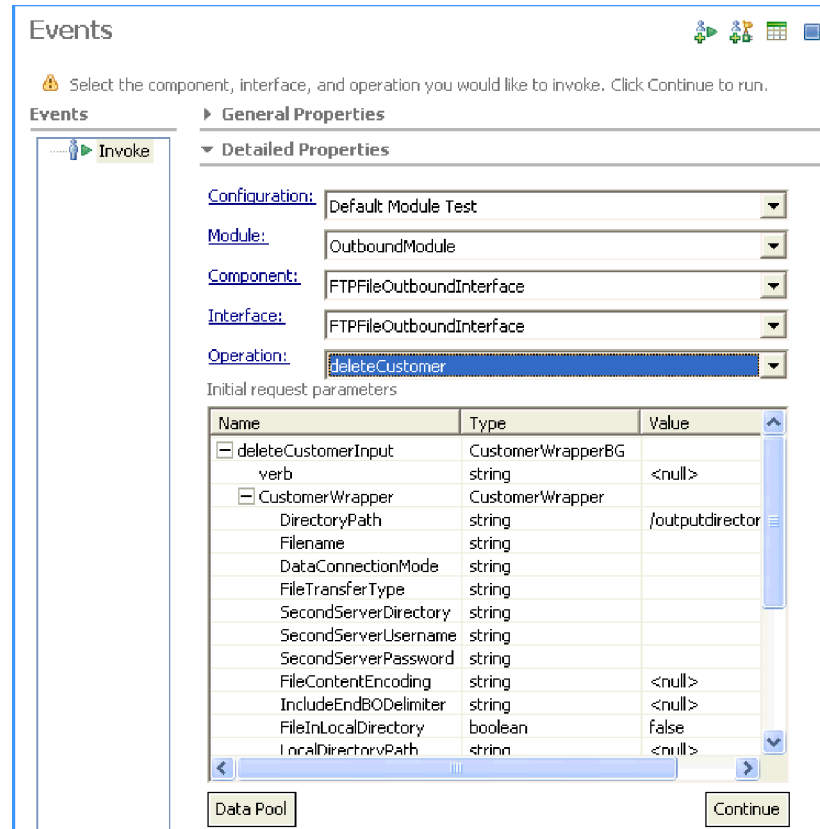 Events
Select the component, interface, and operation you would like to invoke. Click Continue to run.
Events
General Properties
Invoke
Detailed Properties
Configuration: Default Module Test
Module: OutboundModule
Component: FTPFileOutboundInterface
Interface: FTPFileOutboundInterface
Operation: deleteCustomer
Initial request parameters
Name Type Value
deleteCustomerInput CustomerWrapperBG
verb string <null>
CustomerWrapper CustomerWrapper
DirectoryPath string /outputdirector
Filename string
DataConnectionMode string
FileTransferType string
SecondServerDirectory string
SecondServerUsername string
SecondServerPassword string
FileContentEncoding string <null>
IncludeEndBODelimiter string <null>
FileInLocalDirectory boolean false
LocalDirectoryPath string <null>
Data Pool Continue